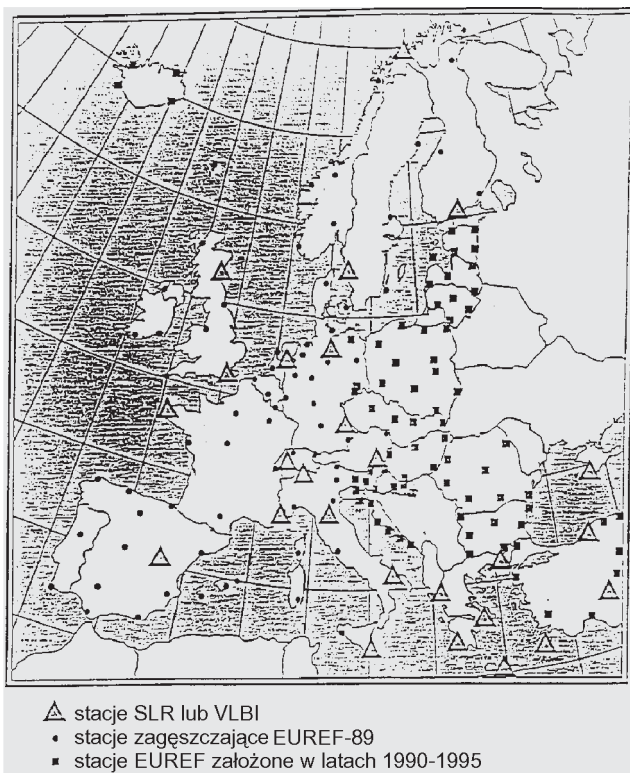 stacje SLR lub VLBI
stacje zagęszczające EUREF-89
stacje EUREF założone w latach 1990-1995